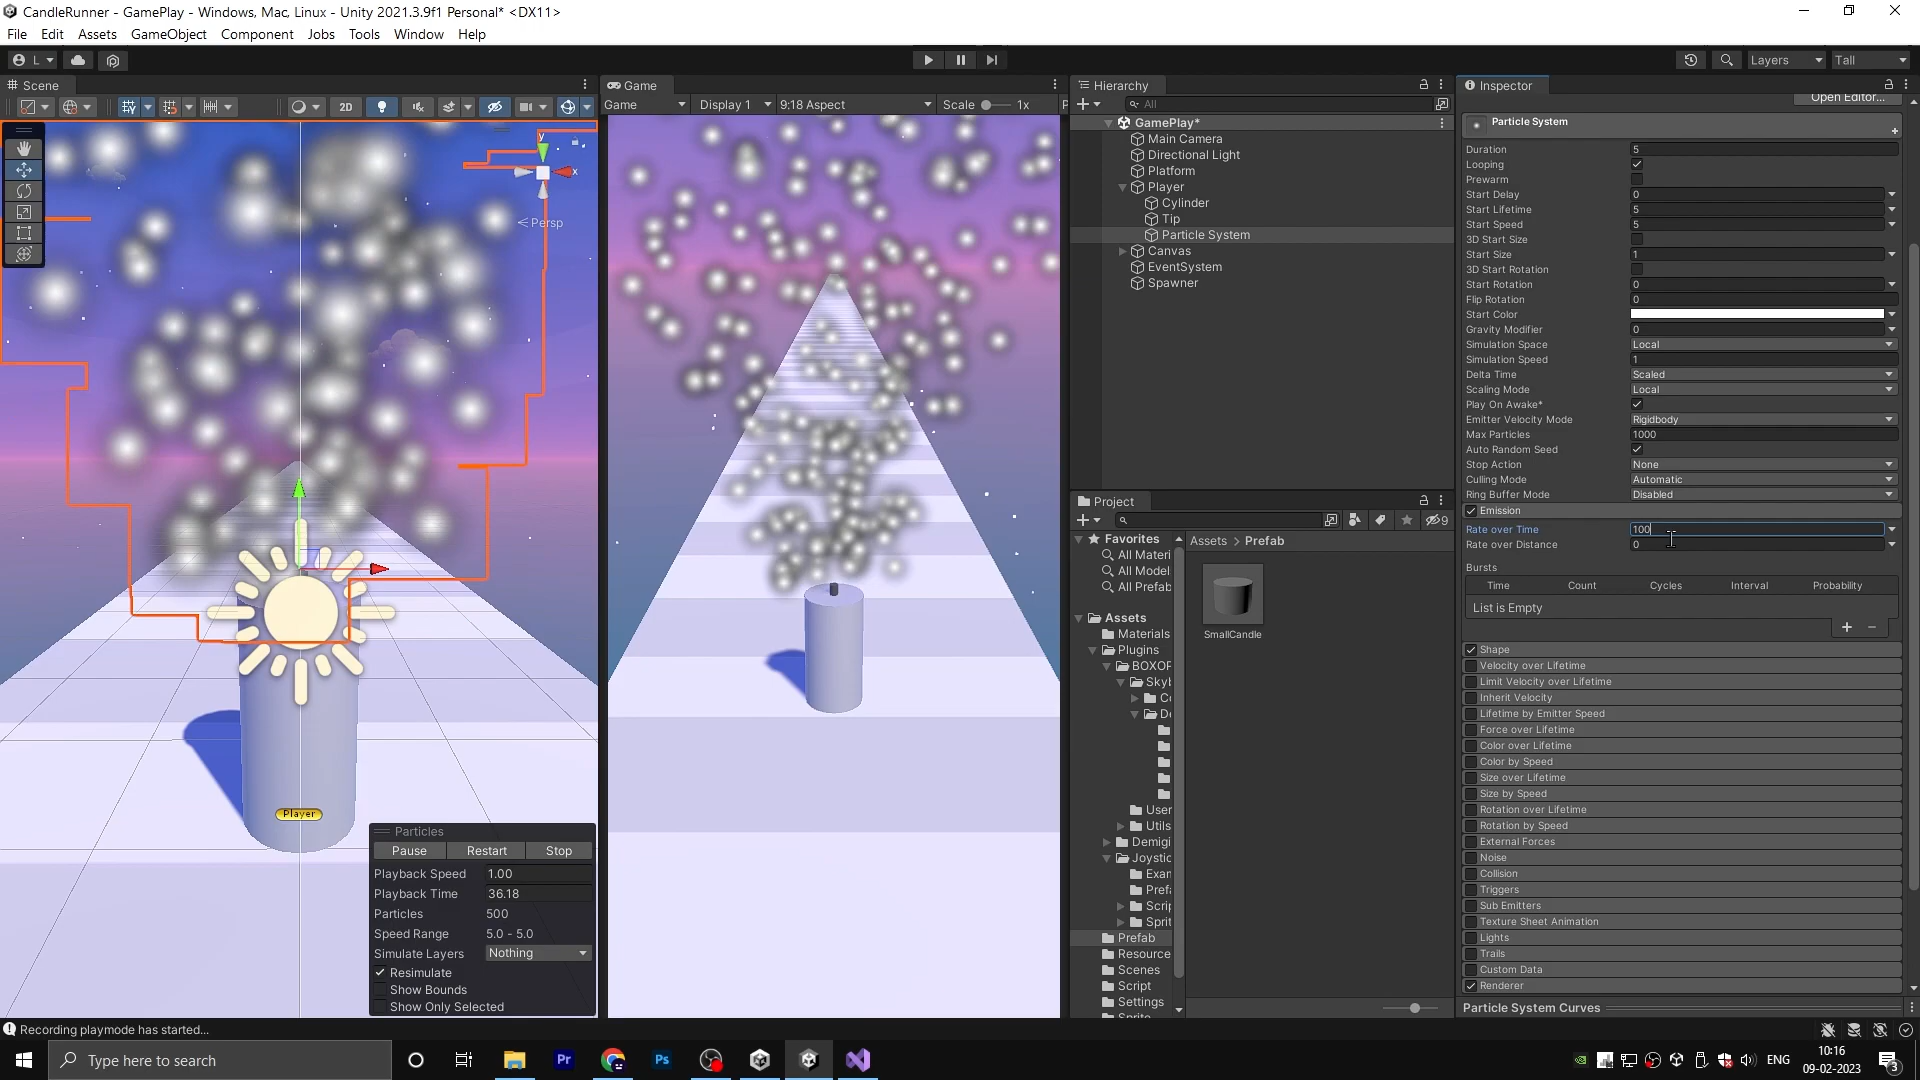 CandleRunner - GamePlay - Windows, Mac, Linux - Unity 2021.3.9f1 Personal* <DX11>
File Edit Assets GameObject Component Jobs Tools Window Help
L
Layers Tall
Scene
2D
Persp
y
x
Player
Particles
Pause Restart Stop
Playback Speed 1.00
Playback Time 36.18
Particles 500
Speed Range 5.0 - 5.0
Simulate Layers Nothing
Resimulate
Show Bounds
Show Only Selected
Game
Game Display 1 9:18 Aspect Scale 1x
Hierarchy
All
GamePlay*
Main Camera
Directional Light
Platform
Player
Cylinder
Tip
Particle System
Canvas
EventSystem
Spawner
Project
9
Favorites
All Materi
All Model
All Prefab
Assets
Materials
Plugins
BOXOP
Skyb
User
Utils
Demigi
Joystic
Exan
Prefa
Scrip
Sprit
Prefab
Resource
Scenes
Script
Settings
Assets > Prefab
SmallCandle
Inspector
Open Editor...
Particle System
Duration 5
Looping
Prewarm
Start Delay 0
Start Lifetime 5
Start Speed 5
3D Start Size
Start Size 1
3D Start Rotation
Start Rotation 0
Flip Rotation 0
Start Color
Gravity Modifier 0
Simulation Space Local
Simulation Speed 1
Delta Time Scaled
Scaling Mode Local
Play On Awake*
Emitter Velocity Mode Rigidbody
Max Particles 1000
Auto Random Seed
Stop Action None
Culling Mode Automatic
Ring Buffer Mode Disabled
Emission
Rate over Time 100
Rate over Distance 0
Bursts
Time Count Cycles Interval Probability
List is Empty
Shape
Velocity over Lifetime
Limit Velocity over Lifetime
Inherit Velocity
Lifetime by Emitter Speed
Force over Lifetime
Color over Lifetime
Color by Speed
Size over Lifetime
Size by Speed
Rotation over Lifetime
Rotation by Speed
External Forces
Noise
Collision
Triggers
Sub Emitters
Texture Sheet Animation
Lights
Trails
Custom Data
Renderer
Particle System Curves
Recording playmode has started...
Type here to search
Pr
Ps
ENG
10:16
09-02-2023
3